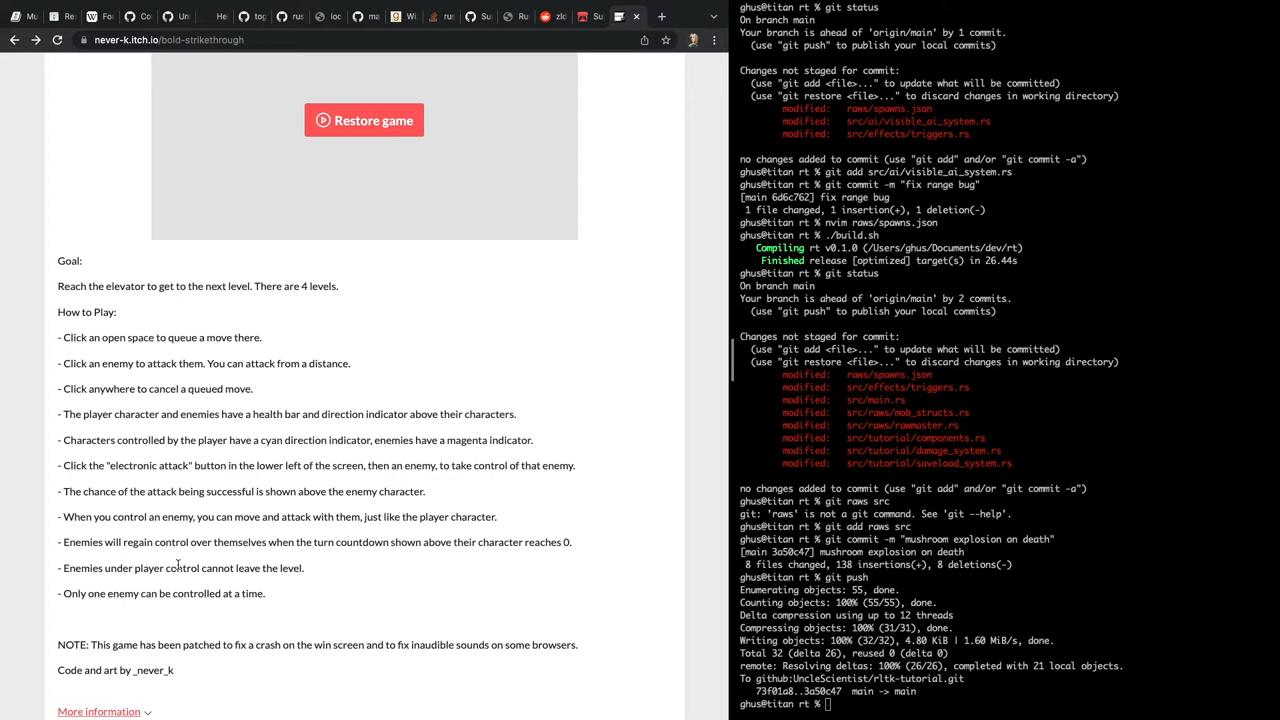 W
Fo
Co
U
He
tog
Ru
loc
ma
rus
Su
Ru
zld
Su
itc
never-k.itch.io/bold-strikethrough
Restore game
Goal:
Reach the elevator to get to the next level. There are 4 levels.
How to Play:
- Click an open space to queue a move there.
- Click an enemy to attack them. You can attack from a distance.
- Click anywhere to cancel a queued move.
- The player character and enemies have a health bar and direction indicator above their characters.
- Characters controlled by the player have a cyan direction indicator, enemies have a magenta indicator.
- Click the "electronic attack" button in the lower left of the screen, then an enemy, to take control of that enemy.
- The chance of the attack being successful is shown above the enemy character.
- When you control an enemy, you can move and attack with them, just like the player character.
- Enemies will regain control over themselves when the turn countdown shown above their character reaches 0.
- Enemies under player control cannot leave the level.
- Only one enemy can be controlled at a time.
NOTE: This game has been patched to fix a crash on the win screen and to fix inaudible sounds on some browsers.
Code and art by _never_k
More information
ghus@titan rt % git status
On branch main
Your branch is ahead of 'origin/main' by 1 commit.
(use "git push" to publish your local commits)
Changes not staged for commit:
(use "git add <file>..." to update what will be committed)
(use "git restore <file>..." to discard changes in working directory)
modified:   raws/spawns.json
modified:   src/ai/visible_ai_system.rs
modified:   src/effects/triggers.rs
no changes added to commit (use "git add" and/or "git commit -a")
ghus@titan rt % git add src/ai/visible_ai_system.rs
ghus@titan rt % git commit -m "fix range bug"
[main 6d6c762] fix range bug
1 file changed, 1 insertion(+), 1 deletion(-)
ghus@titan rt % nvim raws/spawns.json
ghus@titan rt % ./build.sh
Compiling rt v0.1.0 (/Users/ghus/Documents/dev/rt)
Finished release [optimized] target(s) in 26.44s
ghus@titan rt % git status
On branch main
Your branch is ahead of 'origin/main' by 2 commits.
(use "git push" to publish your local commits)
Changes not staged for commit:
(use "git add <file>..." to update what will be committed)
(use "git restore <file>..." to discard changes in working directory)
modified:   raws/spawns.json
modified:   src/effects/triggers.rs
modified:   src/main.rs
modified:   src/raws/mob_structs.rs
modified:   src/raws/rawmaster.rs
modified:   src/tutorial/components.rs
modified:   src/tutorial/damage_system.rs
modified:   src/tutorial/saveload_system.rs
no changes added to commit (use "git add" and/or "git commit -a")
ghus@titan rt % git raws src
git: 'raws' is not a git command. See 'git --help'.
ghus@titan rt % git add raws src
ghus@titan rt % git commit -m "mushroom explosion on death"
[main 3a50c47] mushroom explosion on death
8 files changed, 138 insertions(+), 8 deletions(-)
ghus@titan rt % git push
Enumerating objects: 55, done.
Counting objects: 100% (55/55), done.
Delta compression using up to 12 threads
Compressing objects: 100% (31/31), done.
Writing objects: 100% (32/32), 4.80 KiB | 1.60 MiB/s, done.
Total 32 (delta 26), reused 0 (delta 0)
remote: Resolving deltas: 100% (26/26), completed with 21 local objects.
To github:UncleScientist/rltk-tutorial.git
73f01a8..3a50c47  main -> main
ghus@titan rt %